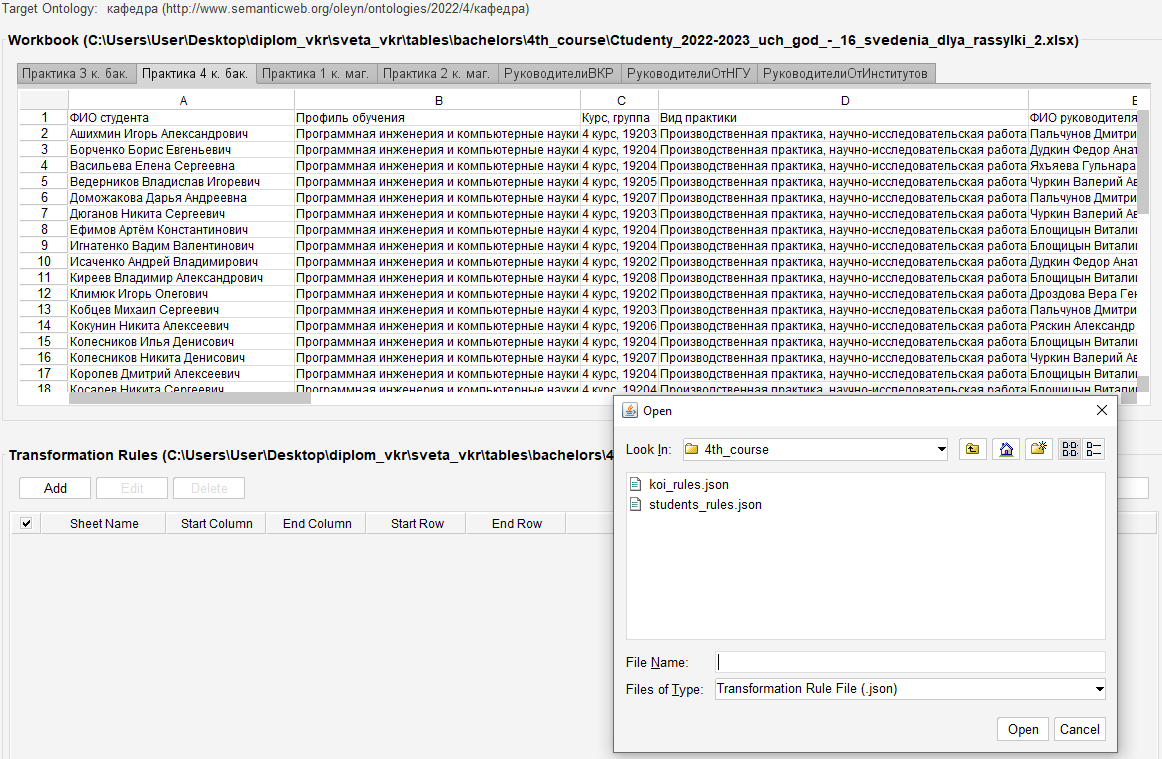 Target Ontology: кафедра (http://www.semanticweb.org/oleyn/ontologies/2022/4/кафедра)
Workbook (C:\Users\User\Desktop\diplom_vkr\sveta_vkr\tables\bachelors\4th_course\Ctudenty_2022-2023_uch_god_-_16_svedenia_dlya_rassylki_2.xlsx)
Практика 3 к. бак. Практика 4 к. бак. Практика 1 к. маг. Практика 2 к. маг. РуководителиВКР РуководителиОтНГУ РуководителиОтИнститутов
A B C D E
1 ФИО студента Профиль обучения Курс, группа Вид практики ФИО руководителя
2 Ашихмин Игорь Александрович Программная инженерия и компьютерные науки 4 курс, 19203 Производственная практика, научно-исследовательская работа Пальчунов Дмитри
3 Борченко Борис Евгеньевич Программная инженерия и компьютерные науки 4 курс, 19204 Производственная практика, научно-исследовательская работа Дудкин Федор Анат
4 Васильева Елена Сергеевна Программная инженерия и компьютерные науки 4 курс, 19204 Производственная практика, научно-исследовательская работа Яхъяева Гульнара
5 Ведерников Владислав Игоревич Программная инженерия и компьютерные науки 4 курс, 19205 Производственная практика, научно-исследовательская работа Чуркин Валерий Ав
6 Доможакова Дарья Андреевна Программная инженерия и компьютерные науки 4 курс, 19207 Производственная практика, научно-исследовательская работа Пальчунов Дмитри
7 Дюганов Никита Сергеевич Программная инженерия и компьютерные науки 4 курс, 19203 Производственная практика, научно-исследовательская работа Чуркин Валерий Ав
8 Ефимов Артём Константинович Программная инженерия и компьютерные науки 4 курс, 19204 Производственная практика, научно-исследовательская работа Блощицын Витали
9 Игнатенко Вадим Валентинович Программная инженерия и компьютерные науки 4 курс, 19204 Производственная практика, научно-исследовательская работа Блощицын Витали
10 Исаченко Андрей Владимирович Программная инженерия и компьютерные науки 4 курс, 19202 Производственная практика, научно-исследовательская работа Дудкин Федор Анат
11 Киреев Владимир Александрович Программная инженерия и компьютерные науки 4 курс, 19208 Производственная практика, научно-исследовательская работа Блощицын Витали
12 Климюк Игорь Олегович Программная инженерия и компьютерные науки 4 курс, 19202 Производственная практика, научно-исследовательская работа Дроздова Вера Ген
13 Кобцев Михаил Сергеевич Программная инженерия и компьютерные науки 4 курс, 19203 Производственная практика, научно-исследовательская работа Пальчунов Дмитри
14 Кокунин Никита Алексеевич Программная инженерия и компьютерные науки 4 курс, 19206 Производственная практика, научно-исследовательская работа Ряскин Александр
15 Колесников Илья Денисович Программная инженерия и компьютерные науки 4 курс, 19204 Производственная практика, научно-исследовательская работа Блощицын Витали
16 Колесников Никита Денисович Программная инженерия и компьютерные науки 4 курс, 19207 Производственная практика, научно-исследовательская работа Чуркин Валерий Ав
17 Королев Дмитрий Алексеевич Программная инженерия и компьютерные науки 4 курс, 19204 Производственная практика, научно-исследовательская работа Блощицын Витали
18 Косарев Никита Сергеевич Программная инженерия и компьютерные науки 4 курс, 19204 Производственная практика, научно-исследовательская работа Блощицын Витали
Transformation Rules (C:\Users\User\Desktop\diplom_vkr\sveta_vkr\tables\bachelors\4
Add Edit Delete
Sheet Name Start Column End Column Start Row End Row
Open
Look In: 4th_course
koi_rules.json
students_rules.json
File Name:
Files of Type: Transformation Rule File (.json)
Open Cancel